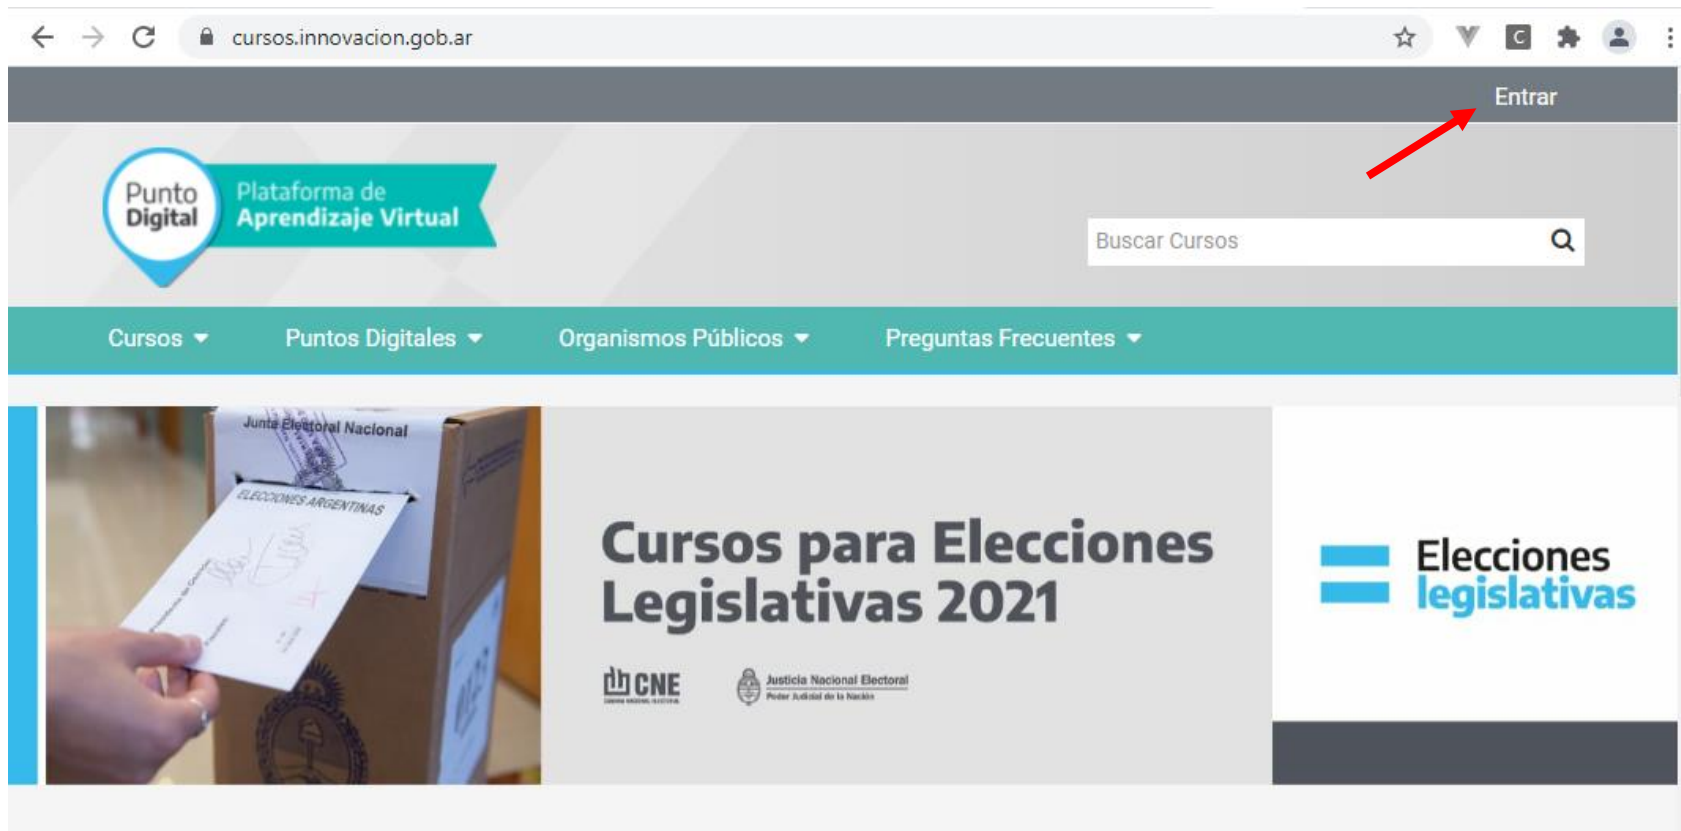 cursos.innovacion.gob.ar
C
Entrar
Punto
Digital
Plataforma de
Aprendizaje Virtual
Buscar Cursos
Cursos
Puntos Digitales
Organismos Públicos
Preguntas Frecuentes
Junta Electoral Nacional
ELECCIONES ARGENTINAS
Cursos para Elecciones
Legislativas 2021
Elecciones
legislativas
CNE
Justicia Nacional Electoral
Poder Judicial de la Nación